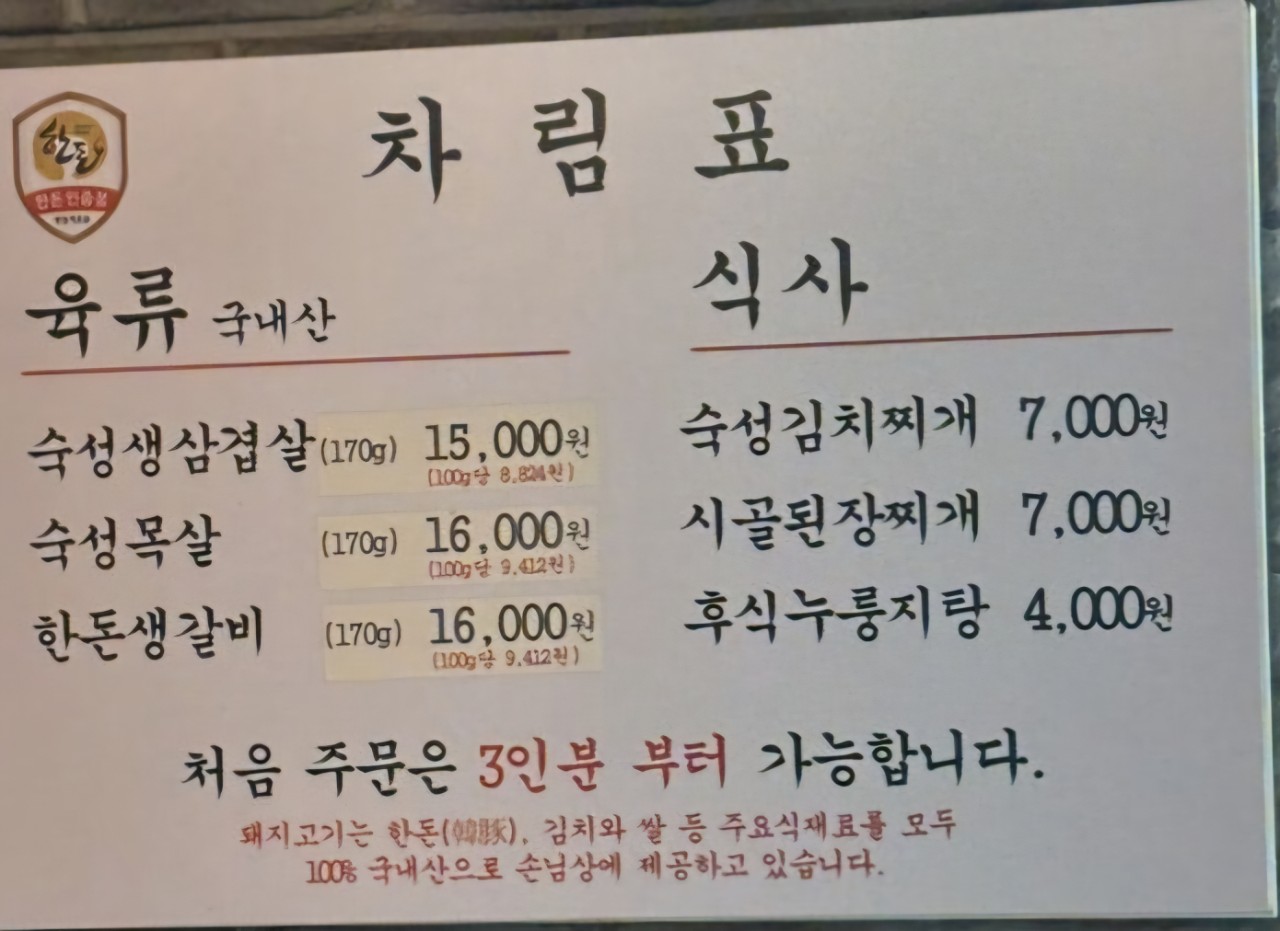 차림표
한돈
한돈인증점
육류 국내산
숙성생삼겹살(170g) 15,000원
(100g당 8,824원)
숙성목살 (170g) 16,000원
(100g당 9,412원)
한돈생갈비 (170g) 16,000원
(100g당 9,412원)
식사
숙성김치찌개 7,000원
시골된장찌개 7,000원
후식누룽지탕 4,000원
처음 주문은 3인분 부터 가능합니다.
돼지고기는 한돈(韓豚), 김치와 쌀 등 주요식재료를 모두
100% 국내산으로 손님상에 제공하고 있습니다.